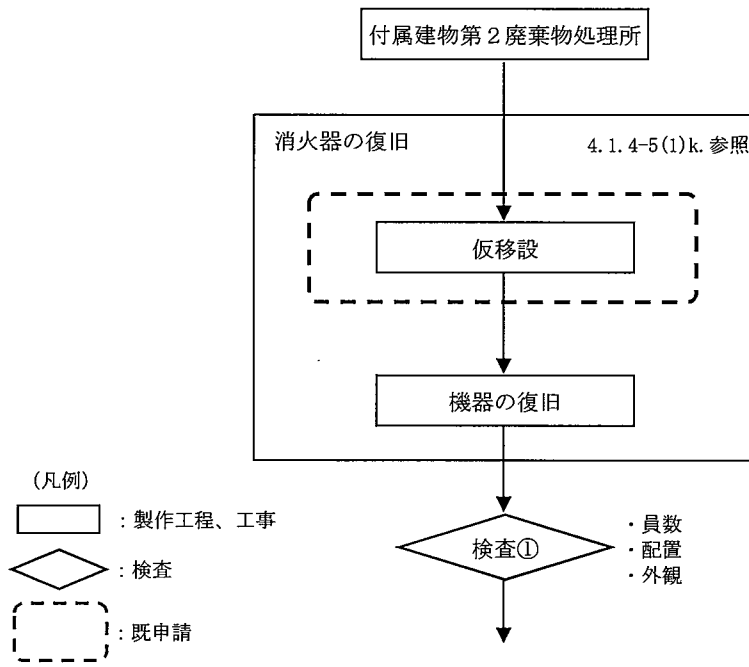 付属建物第２廃棄物処理所
消火器の復旧
4.1.4-5(1)k.参照
仮移設
機器の復旧
検査①
・員数
・配置
・外観
(凡例)
：製作工程、工事
：検査
：既申請